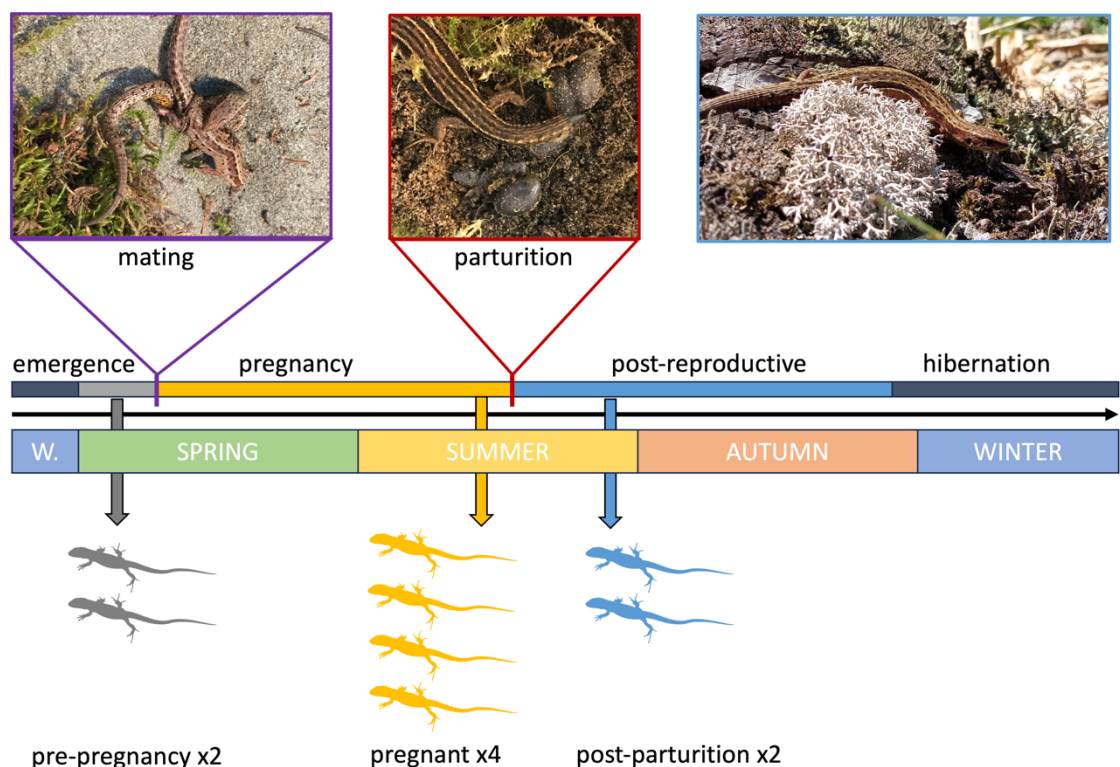 mating
parturition
emergence
pregnancy
post-reproductive
hibernation
W.
SPRING
SUMMER
AUTUMN
WINTER
pre-pregnancy x2
pregnant x4
post-parturition x2